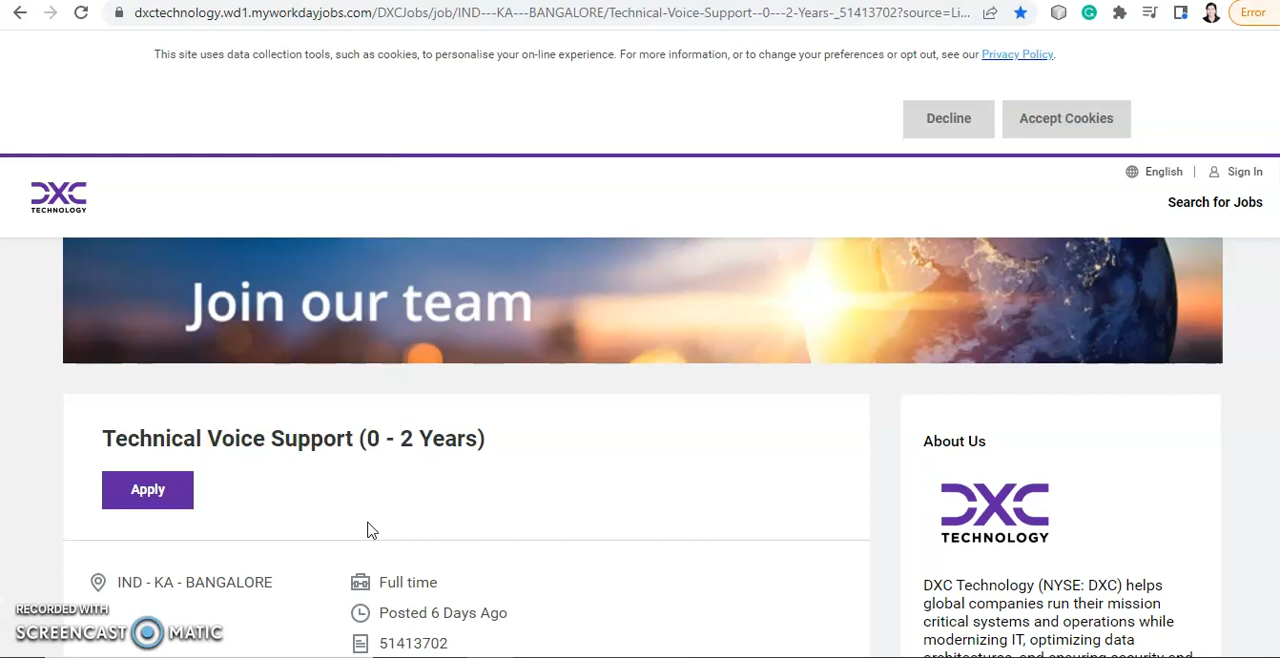 dxctechnology.wd1.myworkdayjobs.com/DXCJobs/job/IND---KA---BANGALORE/Technical-Voice-Support--0---2-Years-_51413702?source=Li...
Error
This site uses data collection tools, such as cookies, to personalise your on-line experience. For more information, or to change your preferences or opt out, see our Privacy Policy.
Decline
Accept Cookies
English | Sign In
DXC
TECHNOLOGY
Search for Jobs
Join our team
Technical Voice Support (0 - 2 Years)
Apply
IND - KA - BANGALORE
Full time
Posted 6 Days Ago
51413702
About Us
DXC
TECHNOLOGY
DXC Technology (NYSE: DXC) helps
global companies run their mission
critical systems and operations while
modernizing IT, optimizing data
architectures, and ensuring security and
RECORDED WITH
SCREENCAST MATIC